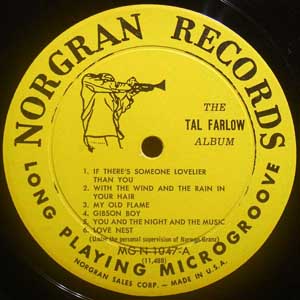 NORGRAN RECORDS
THE
TAL FARLOW
ALBUM
1. IF THERE'S SOMEONE LOVELIER
THAN YOU
2. WITH THE WIND AND THE RAIN IN
YOUR HAIR
3. MY OLD FLAME
4. GIBSON BOY
5. YOU AND THE NIGHT AND THE MUSIC
6. LOVE NEST
(Under the personal supervision of Norman Granz)
MG N-1047-A
(11,488)
LONG PLAYING MICROGROOVE
NORGRAN SALES CORP. — MADE IN U.S.A.